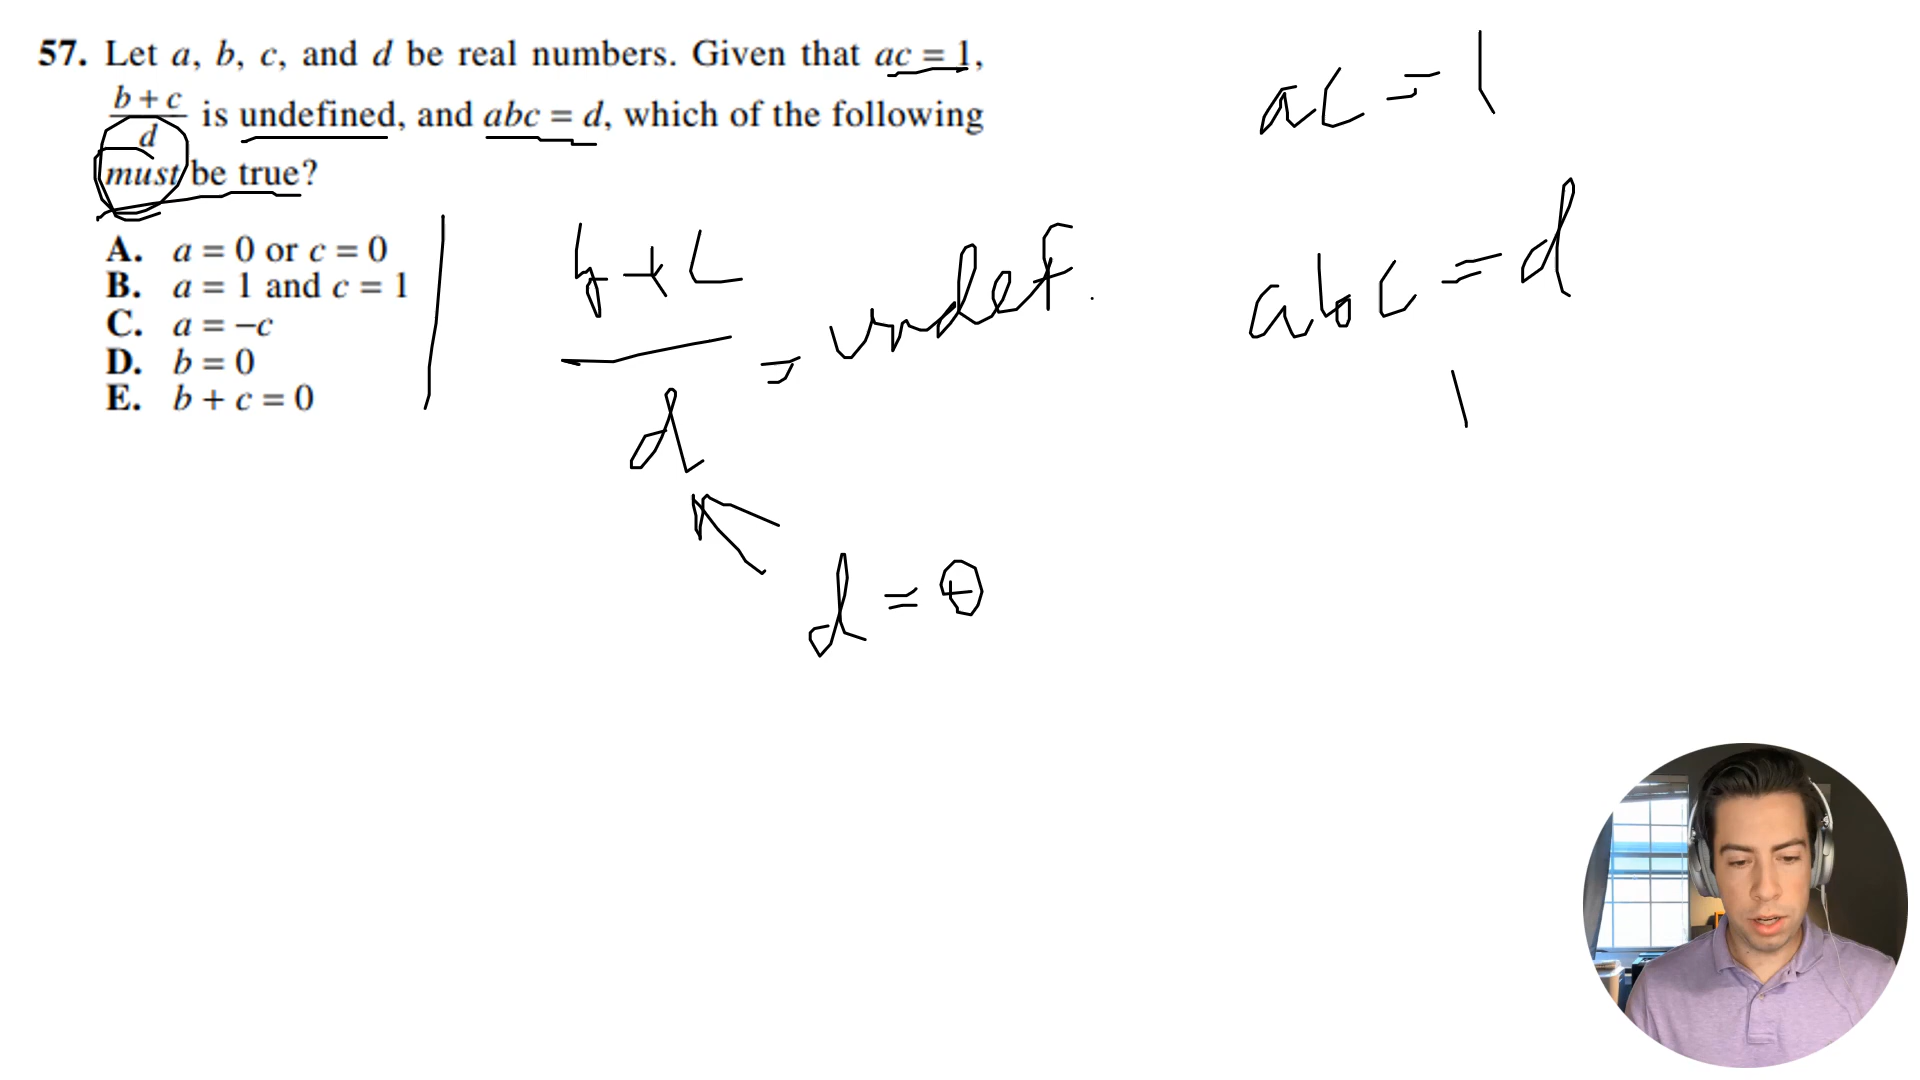 57. Let a, b, c, and d be real numbers. Given that ac = 1,
b + c / d is undefined, and abc = d, which of the following
must be true?
A. a = 0 or c = 0
B. a = 1 and c = 1
C. a = −c
D. b = 0
E. b + c = 0
ac = 1
b + c / d = undef.
abc = d
1
d = 0